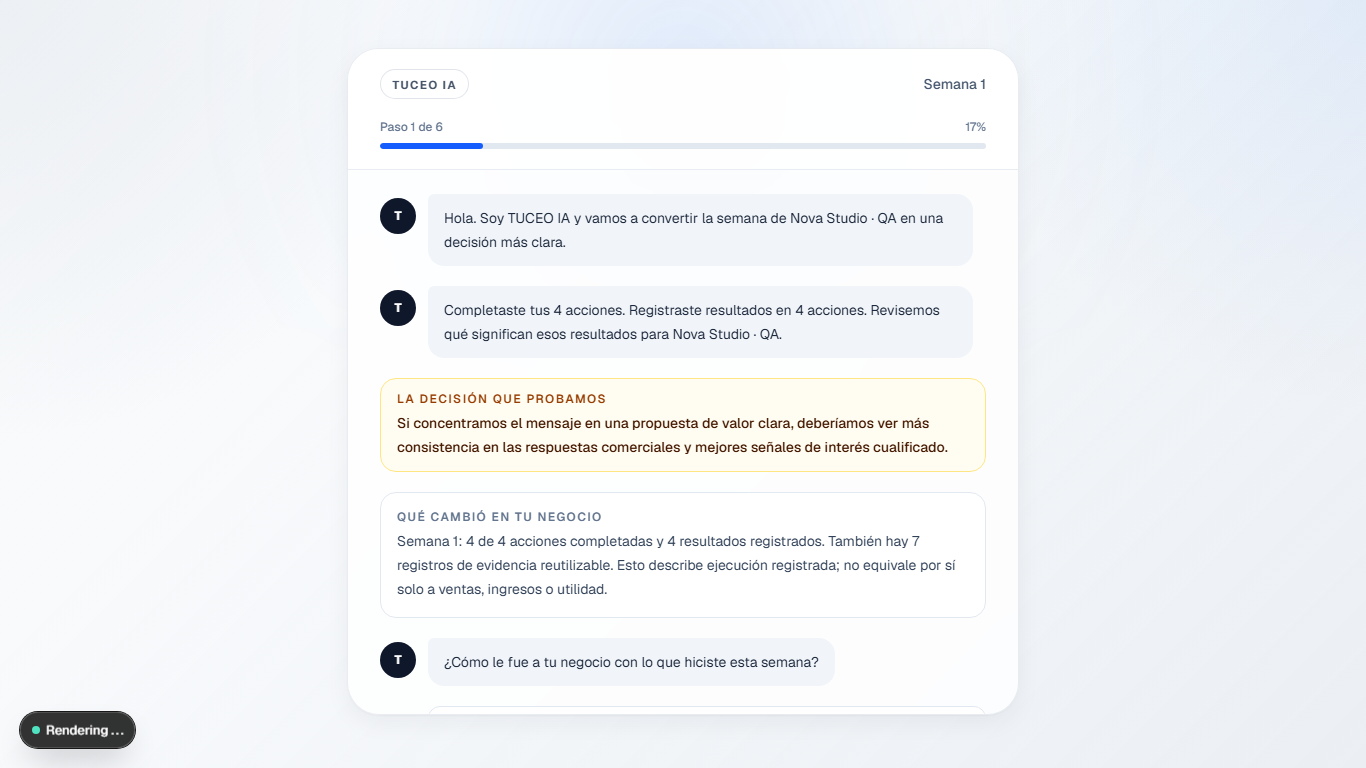 TUCEO IA
Semana 1
Paso 1 de 6
17%
T
Hola. Soy TUCEO IA y vamos a convertir la semana de Nova Studio · QA en una
decisión más clara.
T
Completaste tus 4 acciones. Registraste resultados en 4 acciones. Revisemos
qué significan esos resultados para Nova Studio · QA.
LA DECISIÓN QUE PROBAMOS
Si concentramos el mensaje en una propuesta de valor clara, deberíamos ver más
consistencia en las respuestas comerciales y mejores señales de interés cualificado.
QUÉ CAMBIÓ EN TU NEGOCIO
Semana 1: 4 de 4 acciones completadas y 4 resultados registrados. También hay 7
registros de evidencia reutilizable. Esto describe ejecución registrada; no equivale por sí
solo a ventas, ingresos o utilidad.
T
¿Cómo le fue a tu negocio con lo que hiciste esta semana?
Rendering ...